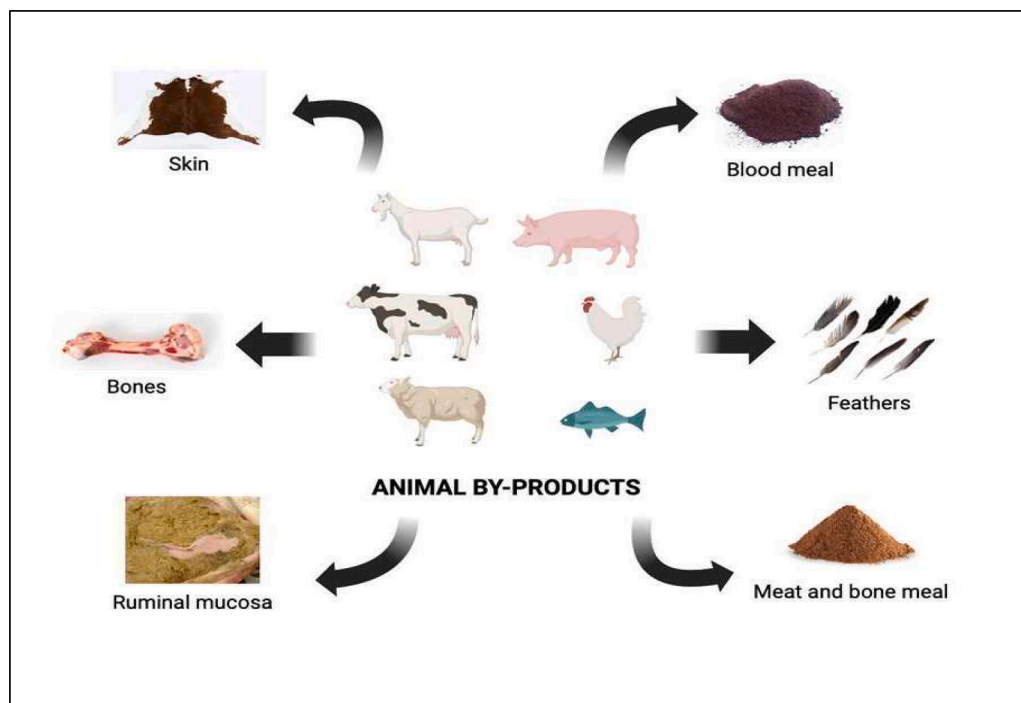 Skin
Blood meal
Bones
Feathers
ANIMAL BY-PRODUCTS
Ruminal mucosa
Meat and bone meal